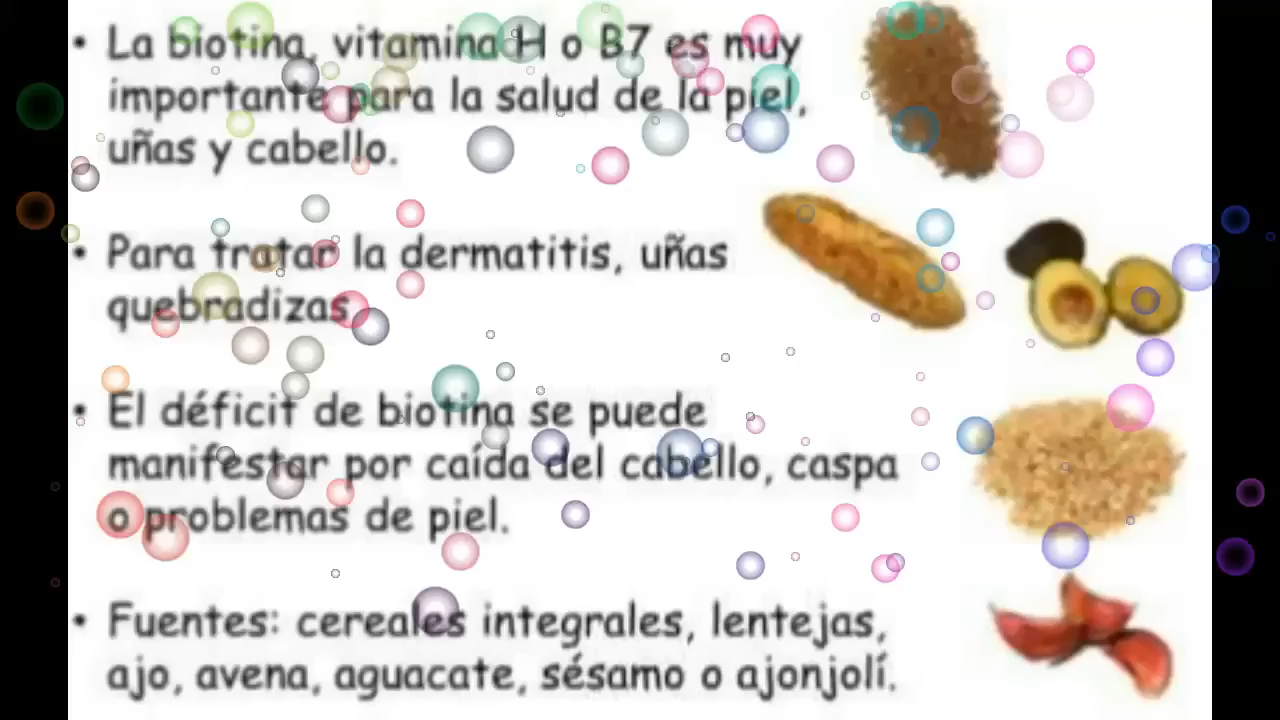 • La biotina, vitamina H o B7 es muy
importante para la salud de la piel,
uñas y cabello.
• Para tratar la dermatitis, uñas
quebradizas
• El déficit de biotina se puede
manifestar por caída del cabello, caspa
o problemas de piel.
• Fuentes: cereales integrales, lentejas,
ajo, avena, aguacate, sésamo o ajonjolí.